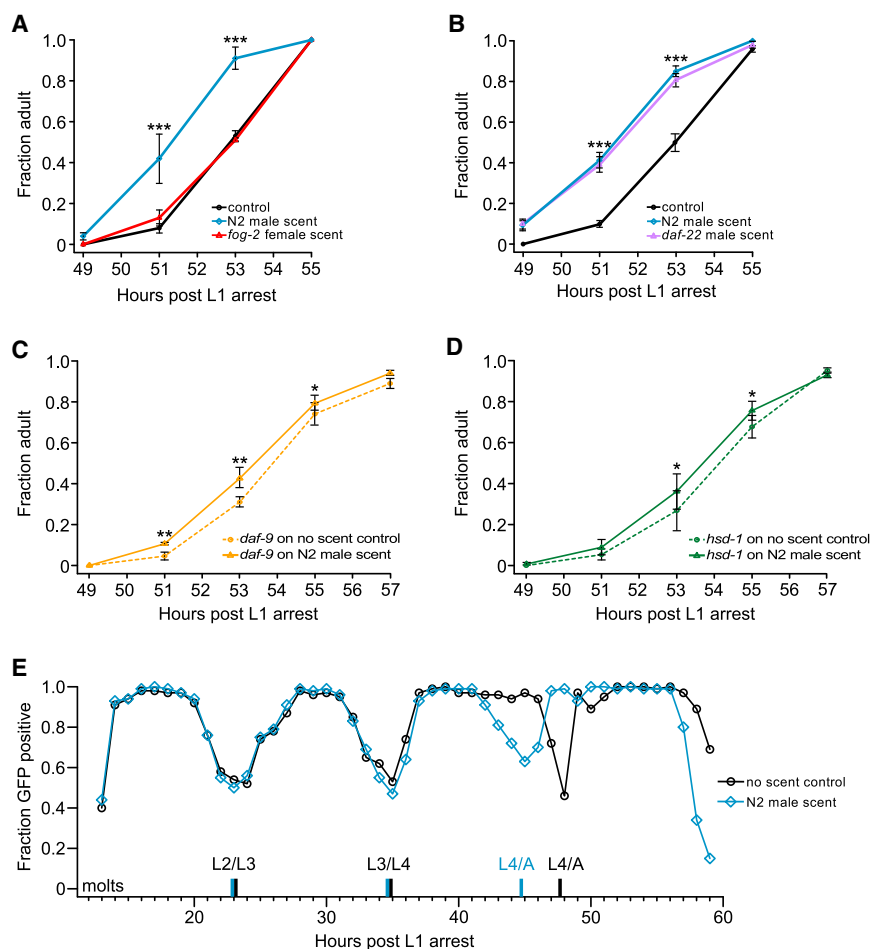 A
Fraction adult
1.0
0.8
0.6
0.4
0.2
0
***
***
control
N2 male scent
fog-2 female scent
49 50 51 52 53 54 55
Hours post L1 arrest
B
Fraction adult
1.0
0.8
0.6
0.4
0.2
0
***
***
control
N2 male scent
daf-22 male scent
49 50 51 52 53 54 55
Hours post L1 arrest
C
Fraction adult
1.0
0.8
0.6
0.4
0.2
0
**
**
*
daf-9 on no scent control
daf-9 on N2 male scent
49 50 51 52 53 54 55 56 57
Hours post L1 arrest
D
Fraction adult
1.0
0.8
0.6
0.4
0.2
0
*
*
hsd-1 on no scent control
hsd-1 on N2 male scent
49 50 51 52 53 54 55 56 57
Hours post L1 arrest
E
Fraction GFP positive
1.0
0.8
0.6
0.4
0.2
0
no scent control
N2 male scent
L2/L3 L3/L4 L4/A L4/A
molts
20 30 40 50 60
Hours post L1 arrest